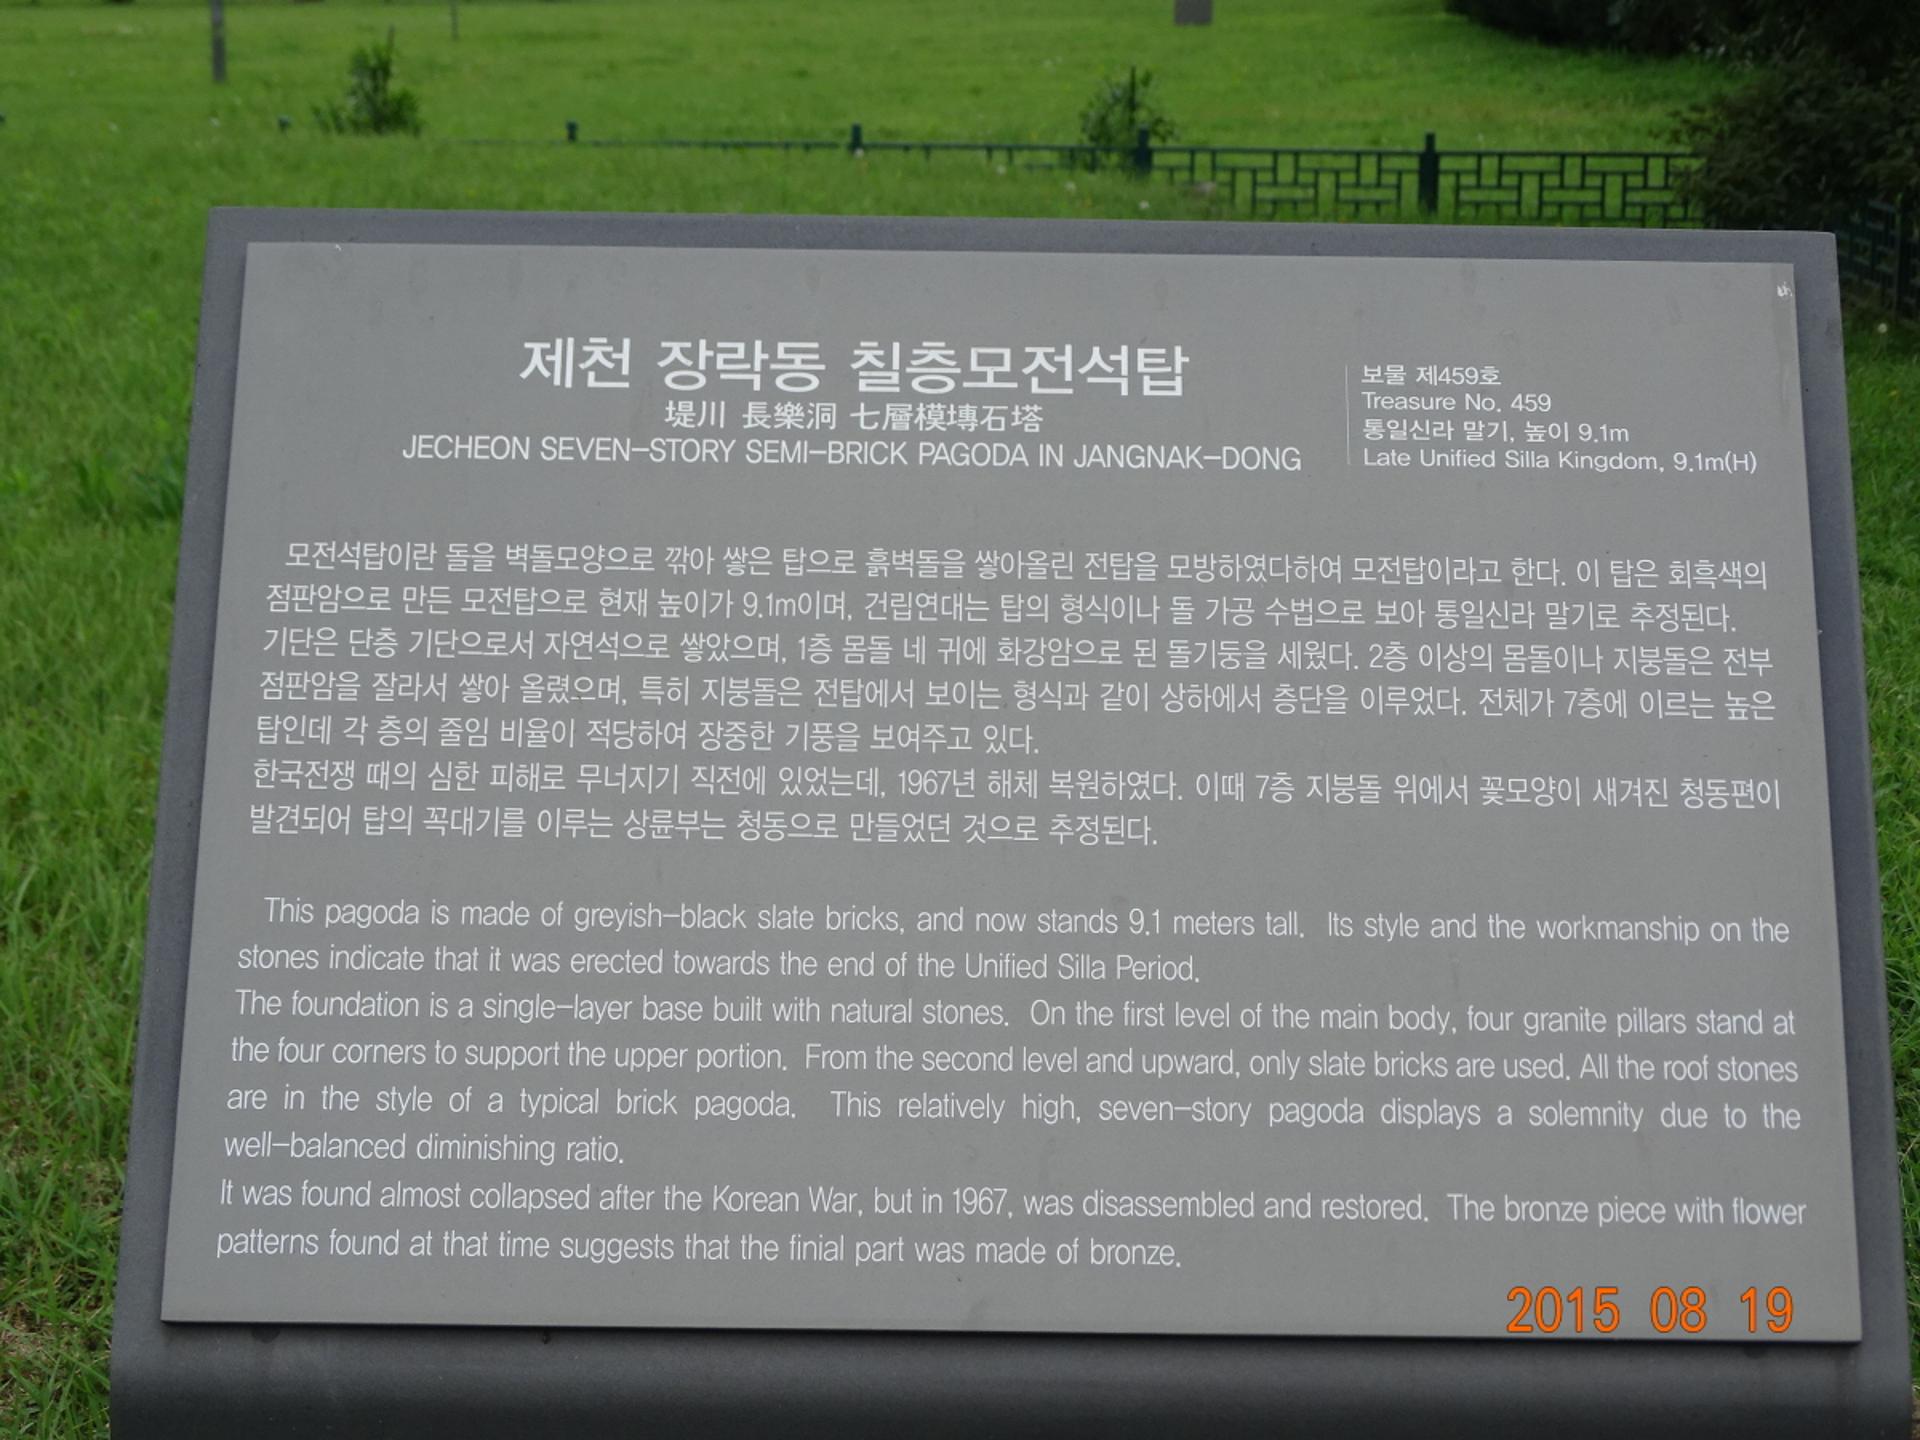 제천 장락동 칠층모전석탑
堤川 長樂洞 七層模塼石塔
JECHEON SEVEN-STORY SEMI-BRICK PAGODA IN JANGNAK-DONG
보물 제459호
Treasure No. 459
통일신라 말기, 높이 9.1m
Late Unified Silla Kingdom, 9.1m(H)
모전석탑이란 돌을 벽돌모양으로 깎아 쌓은 탑으로 흙벽돌을 쌓아올린 전탑을 모방하였다하여 모전탑이라고 한다. 이 탑은 회흑색의
점판암으로 만든 모전탑으로 현재 높이가 9.1m이며, 건립연대는 탑의 형식이나 돌 가공 수법으로 보아 통일신라 말기로 추정된다.
기단은 단층 기단으로서 자연석으로 쌓았으며, 1층 몸돌 네 귀에 화강암으로 된 돌기둥을 세웠다. 2층 이상의 몸돌이나 지붕돌은 전부
점판암을 잘라서 쌓아 올렸으며, 특히 지붕돌은 전탑에서 보이는 형식과 같이 상하에서 층단을 이루었다. 전체가 7층에 이르는 높은
탑인데 각 층의 줄임 비율이 적당하여 장중한 기풍을 보여주고 있다.
한국전쟁 때의 심한 피해로 무너지기 직전에 있었는데, 1967년 해체 복원하였다. 이때 7층 지붕돌 위에서 꽃모양이 새겨진 청동편이
발견되어 탑의 꼭대기를 이루는 상륜부는 청동으로 만들었던 것으로 추정된다.
This pagoda is made of greyish-black slate bricks, and now stands 9.1 meters tall. Its style and the workmanship on the
stones indicate that it was erected towards the end of the Unified Silla Period.
The foundation is a single-layer base built with natural stones. On the first level of the main body, four granite pillars stand at
the four corners to support the upper portion. From the second level and upward, only slate bricks are used. All the roof stones
are in the style of a typical brick pagoda. This relatively high, seven-story pagoda displays a solemnity due to the
well-balanced diminishing ratio.
It was found almost collapsed after the Korean War, but in 1967, was disassembled and restored. The bronze piece with flower
patterns found at that time suggests that the finial part was made of bronze.
2015 08 19